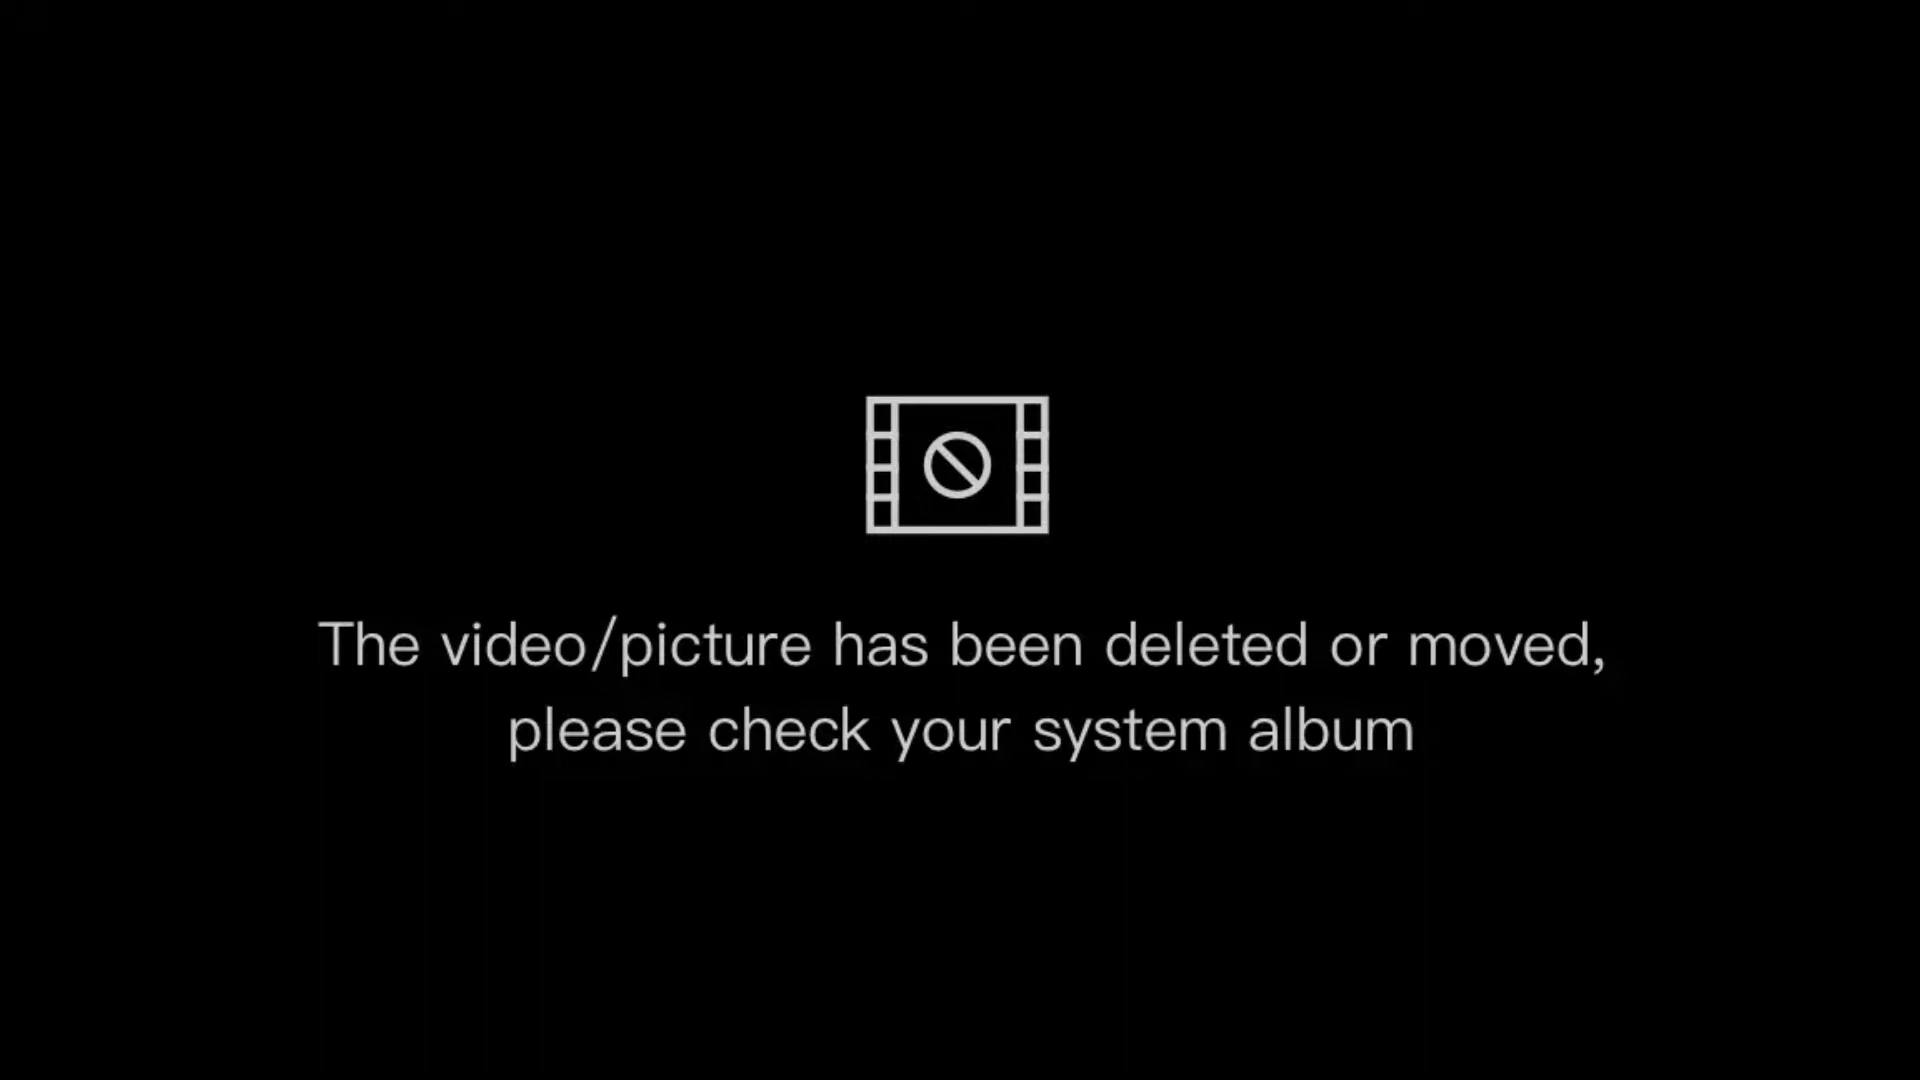 The video/picture has been deleted or moved,
please check your system album